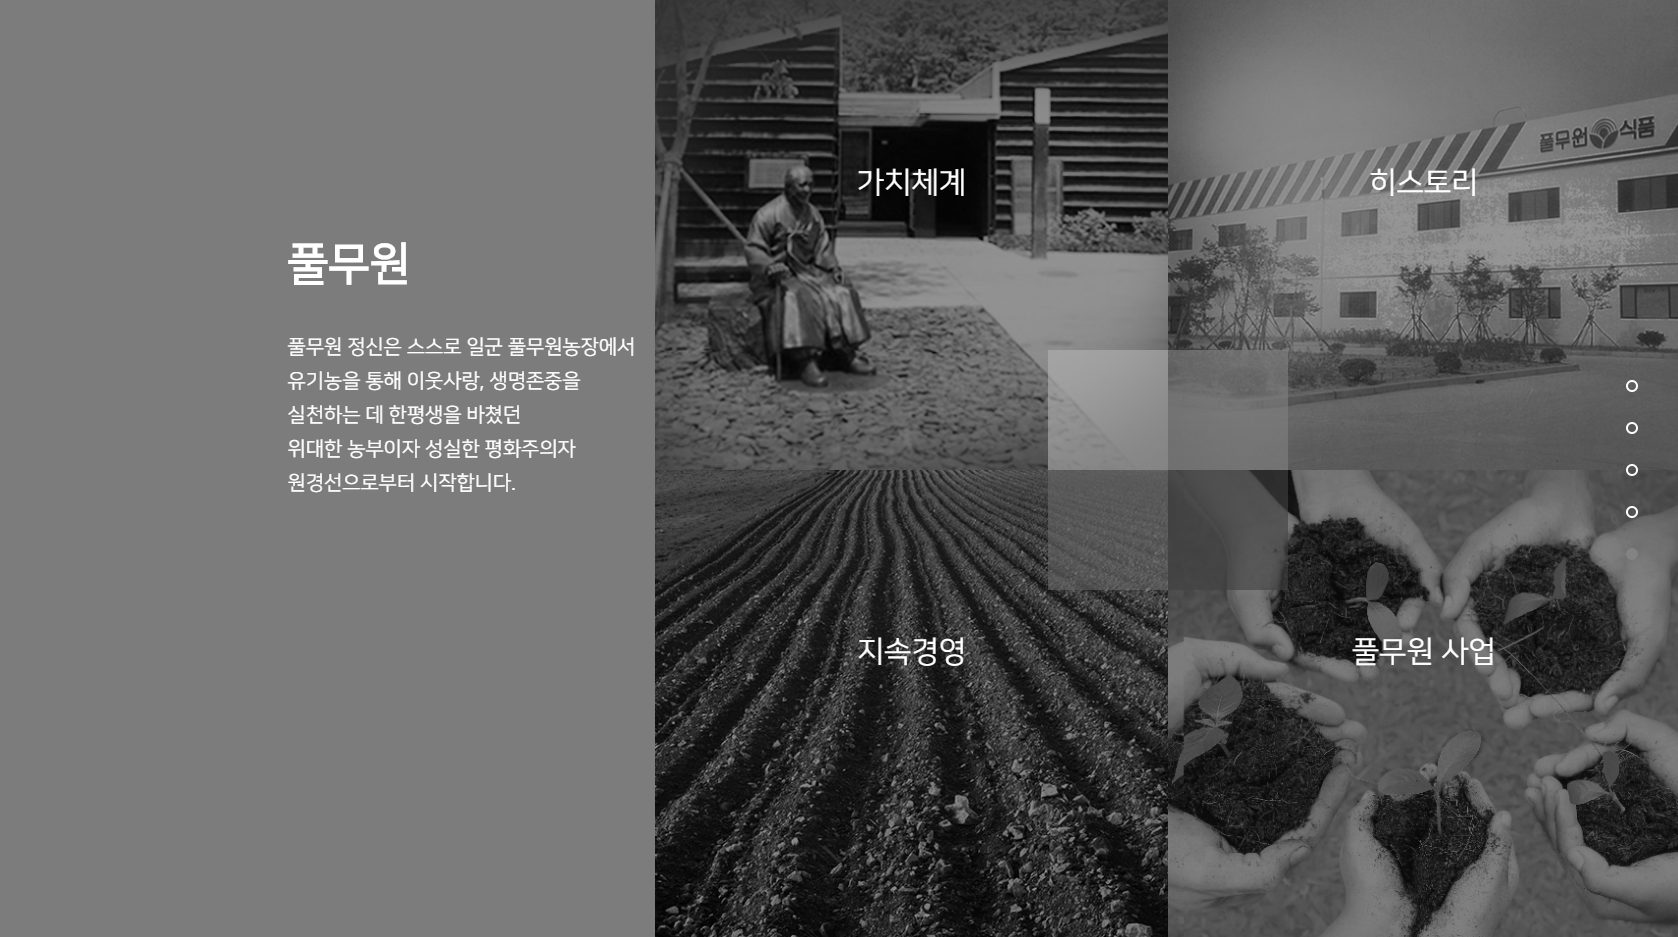 풀무원
풀무원 정신은 스스로 일군 풀무원농장에서
유기농을 통해 이웃사랑, 생명존중을
실천하는 데 한평생을 바쳤던
위대한 농부이자 성실한 평화주의자
원경선으로부터 시작합니다.
가치체계
풀무원 식품
히스토리
지속경영
풀무원 사업